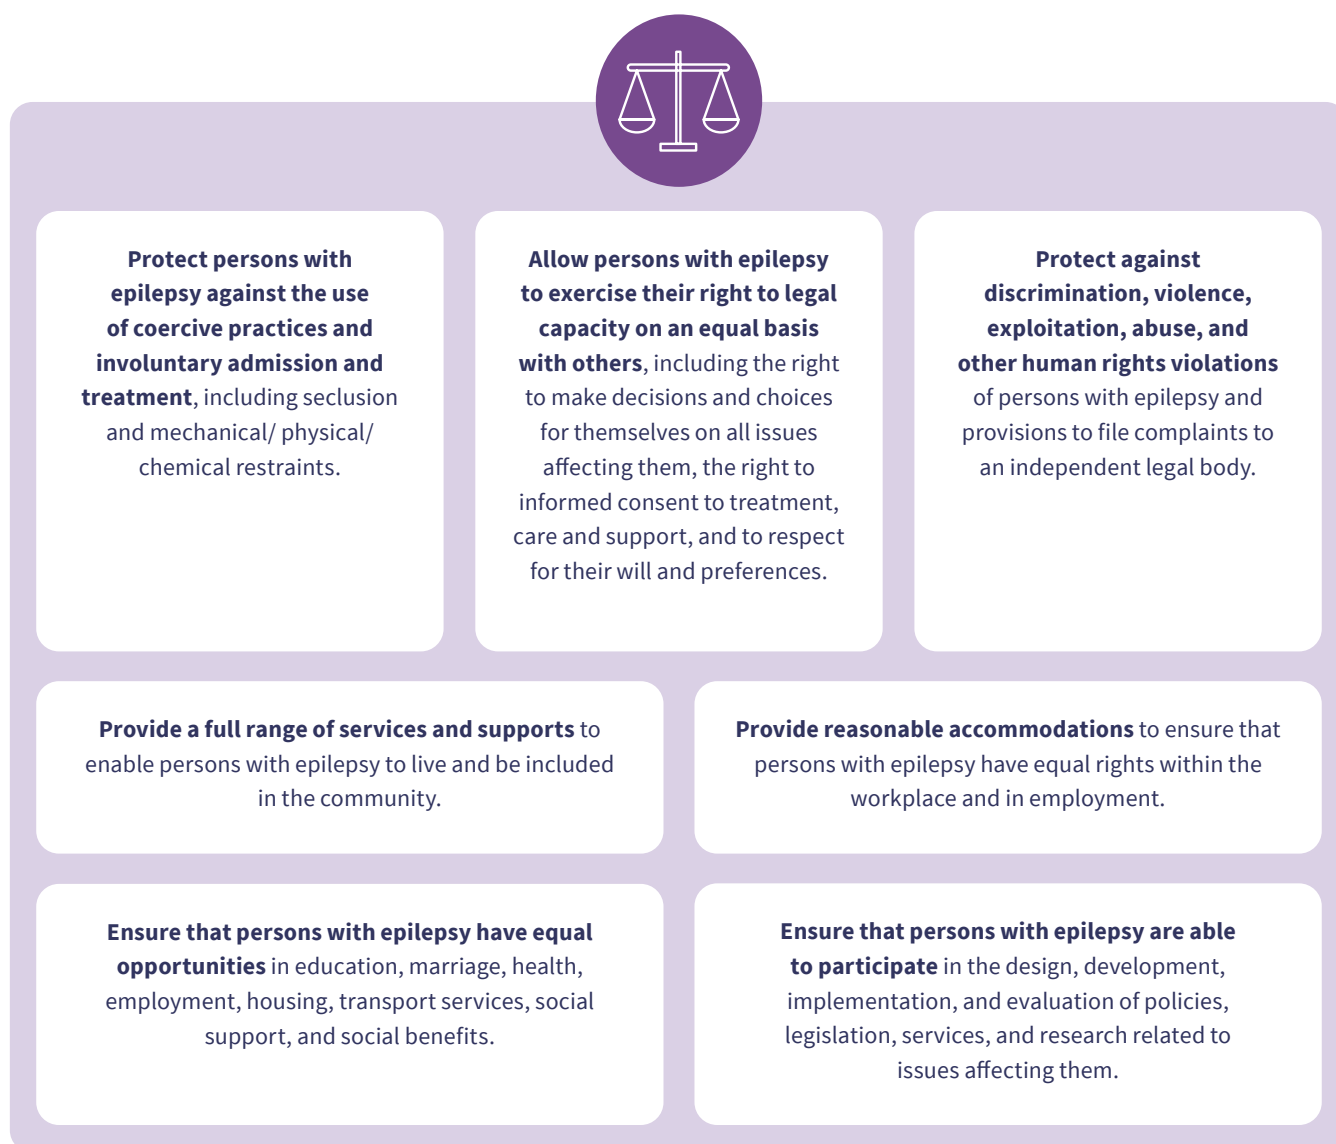 Protect persons with
epilepsy against the use
of coercive practices and
involuntary admission and
treatment, including seclusion
and mechanical/ physical/
chemical restraints.
Allow persons with epilepsy
to exercise their right to legal
capacity on an equal basis
with others, including the right
to make decisions and choices
for themselves on all issues
affecting them, the right to
informed consent to treatment,
care and support, and to respect
for their will and preferences.
Protect against
discrimination, violence,
exploitation, abuse, and
other human rights violations
of persons with epilepsy and
provisions to file complaints to
an independent legal body.
Provide a full range of services and supports to
enable persons with epilepsy to live and be included
in the community.
Provide reasonable accommodations to ensure that
persons with epilepsy have equal rights within the
workplace and in employment.
Ensure that persons with epilepsy have equal
opportunities in education, marriage, health,
employment, housing, transport services, social
support, and social benefits.
Ensure that persons with epilepsy are able
to participate in the design, development,
implementation, and evaluation of policies,
legislation, services, and research related to
issues affecting them.